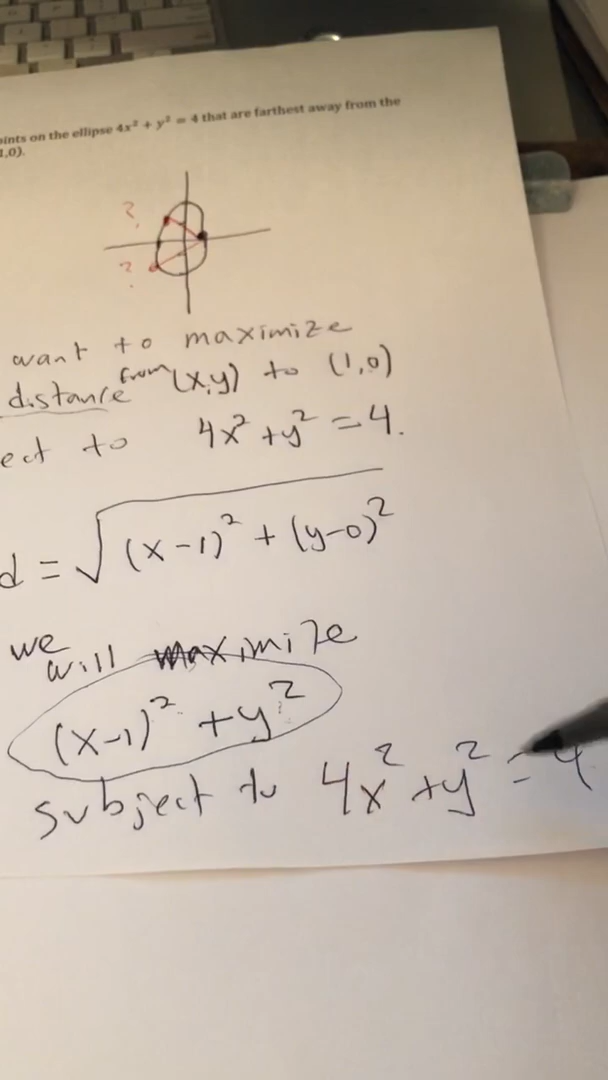 oints on the ellipse 4x² + y² = 4 that are farthest away from the
1,0).
?
?
want to maximize
distance from (x,y) to (1,0)
ect to 4x² + y² = 4.
d = √((x-1)² + (y-0)²)
we
will maximize
(x-1)² + y²
subject to 4x² + y² = 4